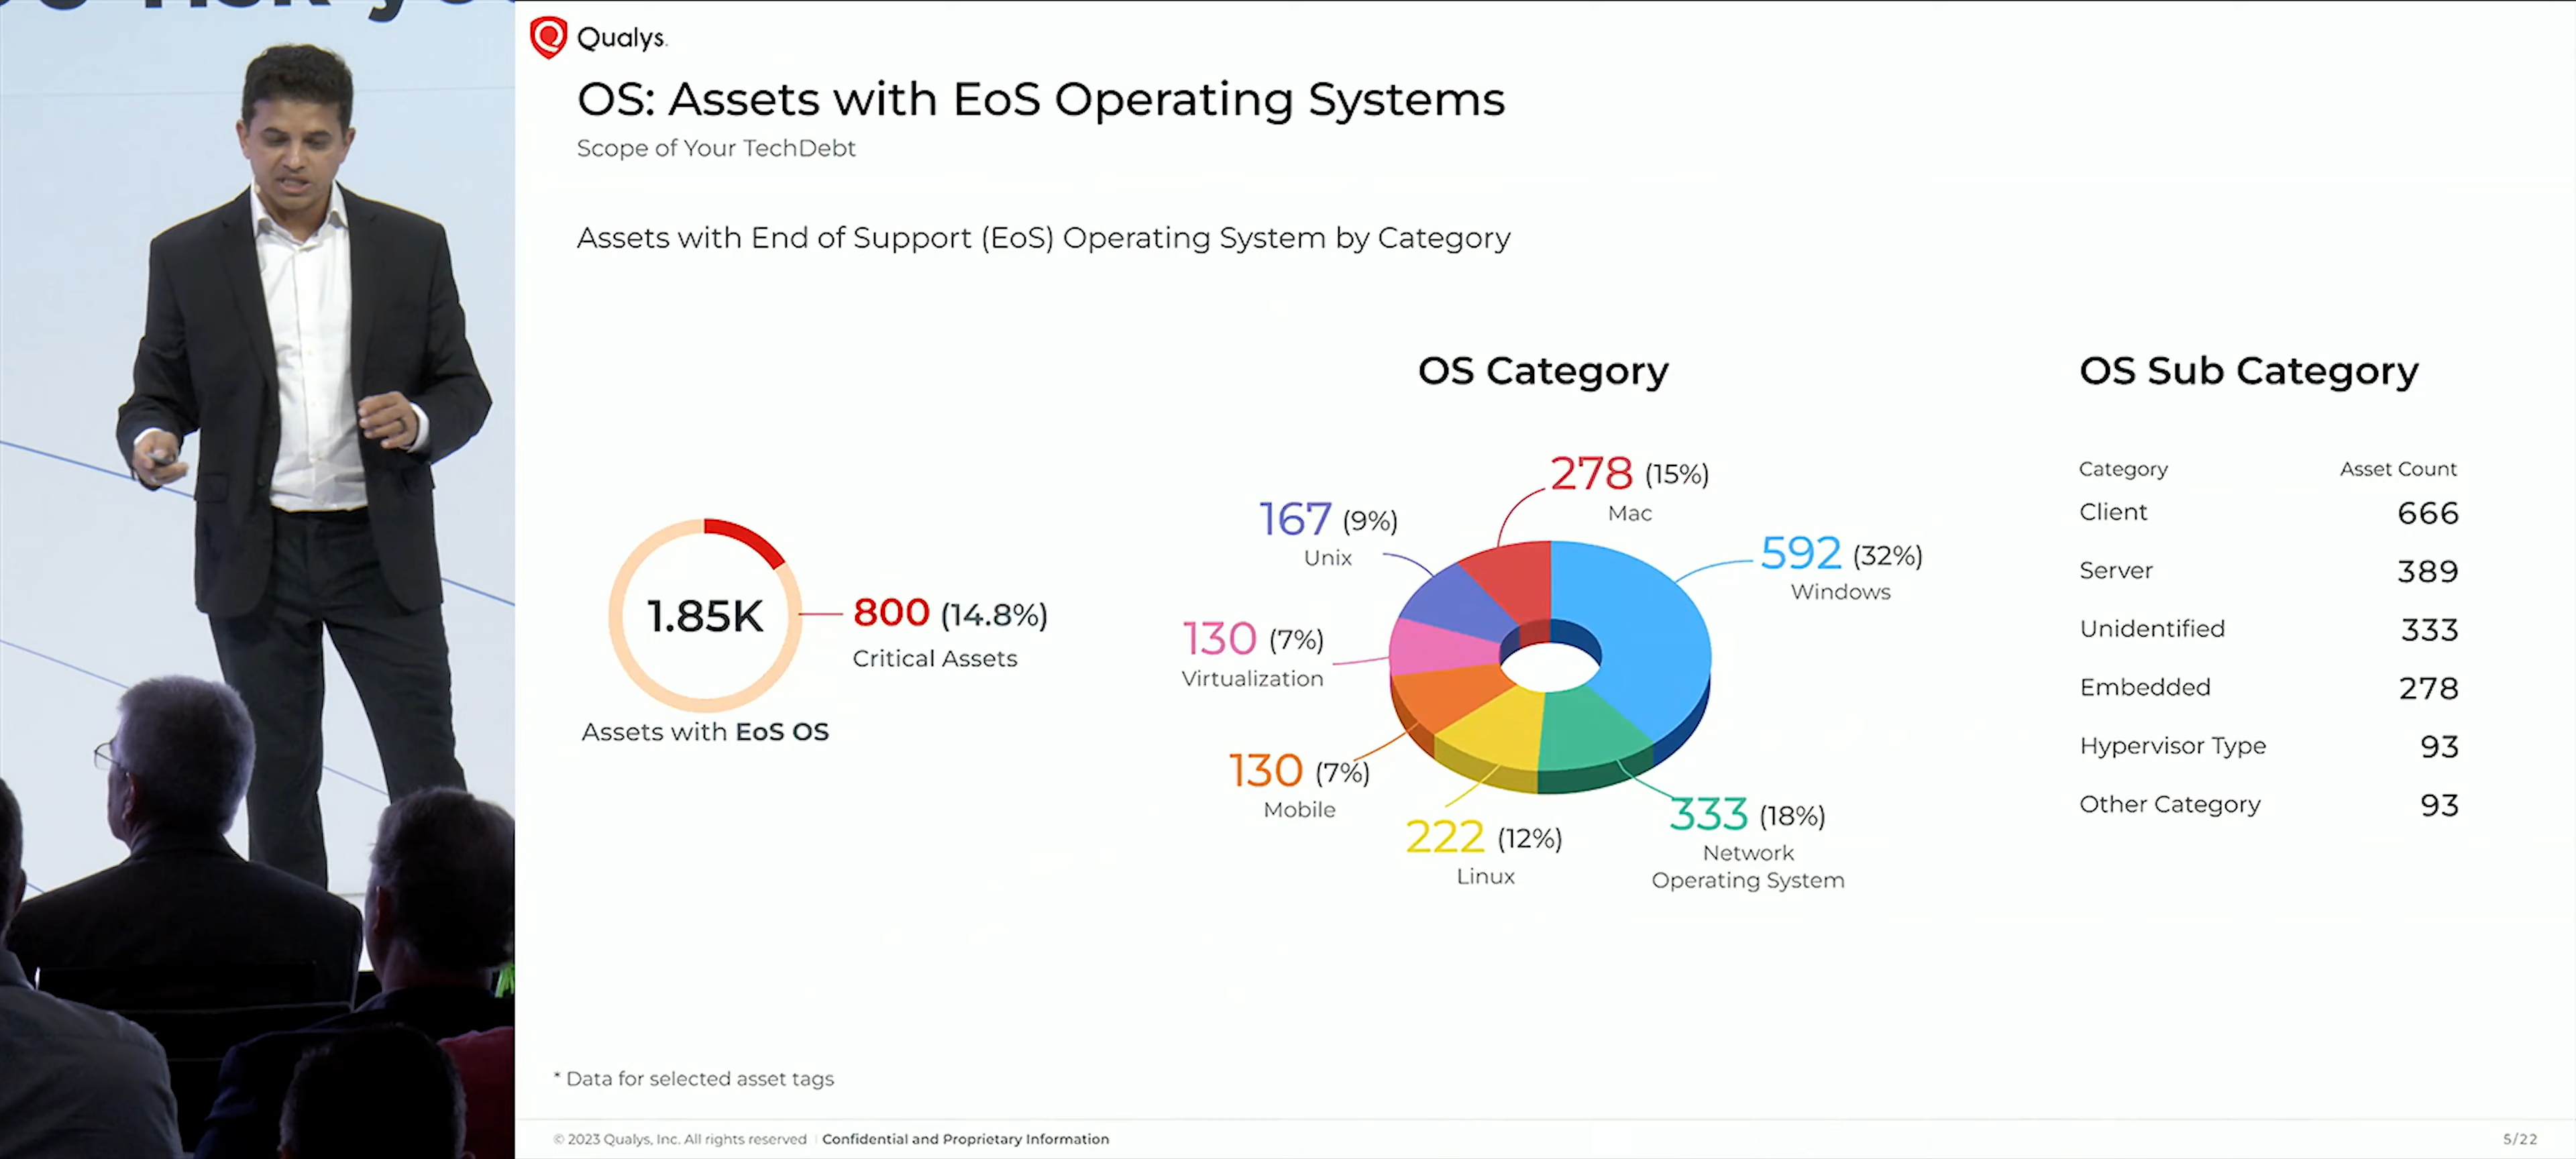 Qualys.
OS: Assets with EoS Operating Systems
Scope of Your TechDebt
Assets with End of Support (EoS) Operating System by Category
1.85K
800 (14.8%)
Critical Assets
Assets with EoS OS
OS Category
278 (15%)
Mac
592 (32%)
Windows
167 (9%)
Unix
130 (7%)
Virtualization
130 (7%)
Mobile
222 (12%)
Linux
333 (18%)
Network
Operating System
OS Sub Category
Category Asset Count
Client 666
Server 389
Unidentified 333
Embedded 278
Hypervisor Type 93
Other Category 93
* Data for selected asset tags
© 2023 Qualys, Inc. All rights reserved | Confidential and Proprietary Information
5/22